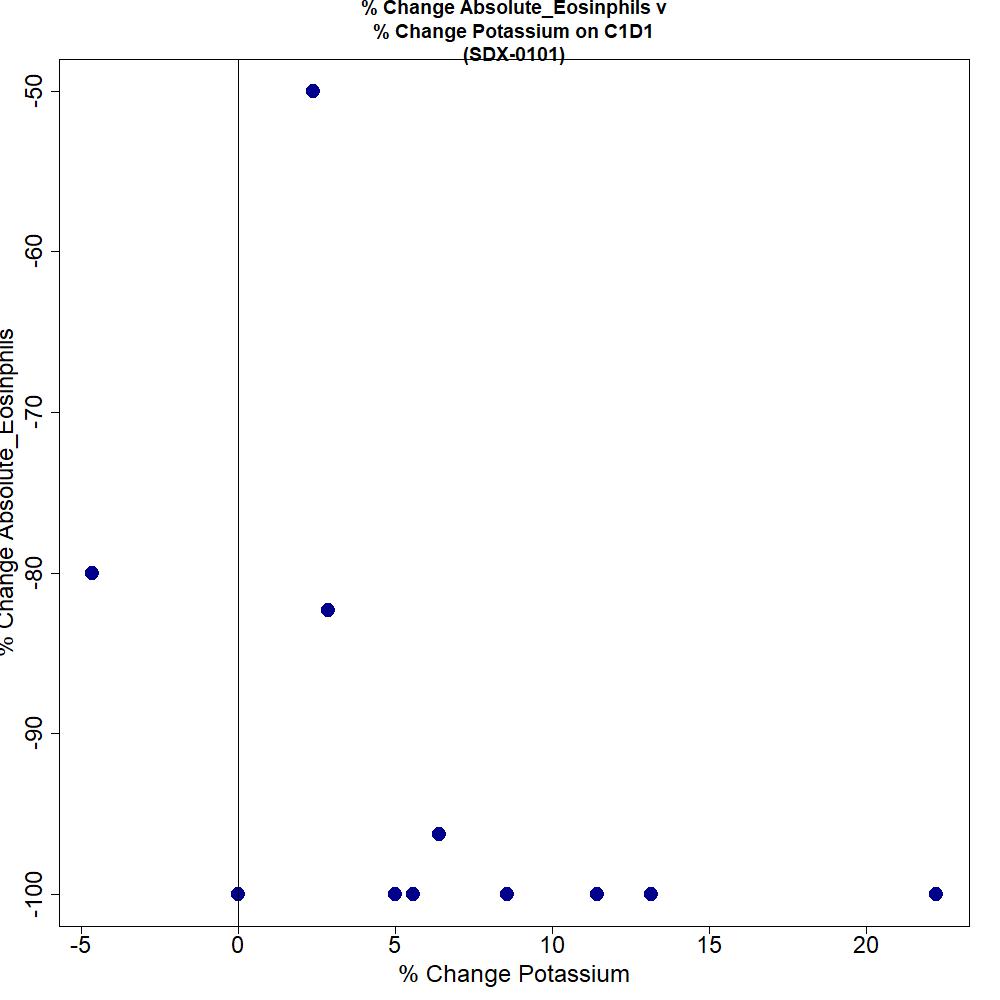 % Change Absolute_Eosinphils v
% Change Potassium on C1D1
(SDX-0101)
% Change Absolute_Eosinphils
-50
-60
-70
-80
-90
-100
-5
0
5
10
15
20
% Change Potassium